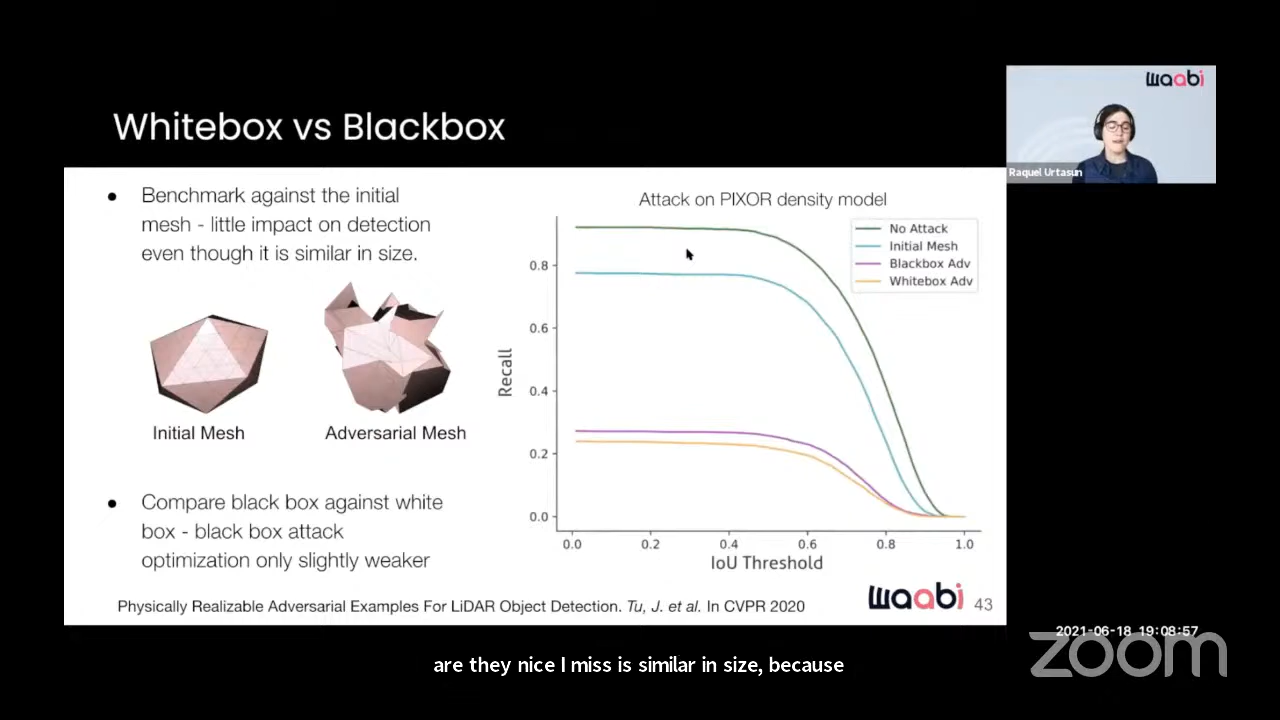 Whitebox vs Blackbox
waabi
Raquel Urtasun
● Benchmark against the initial
mesh - little impact on detection
even though it is similar in size.
Initial Mesh
Adversarial Mesh
● Compare black box against white
box - black box attack
optimization only slightly weaker
Attack on PIXOR density model
No Attack
Initial Mesh
Blackbox Adv
Whitebox Adv
Recall
0.8
0.6
0.4
0.2
0.0
0.0 0.2 0.4 0.6 0.8 1.0
IoU Threshold
Physically Realizable Adversarial Examples For LiDAR Object Detection. Tu, J. et al. In CVPR 2020
waabi 43
2021-06-18 19:08:57
zoom
are they nice I miss is similar in size, because